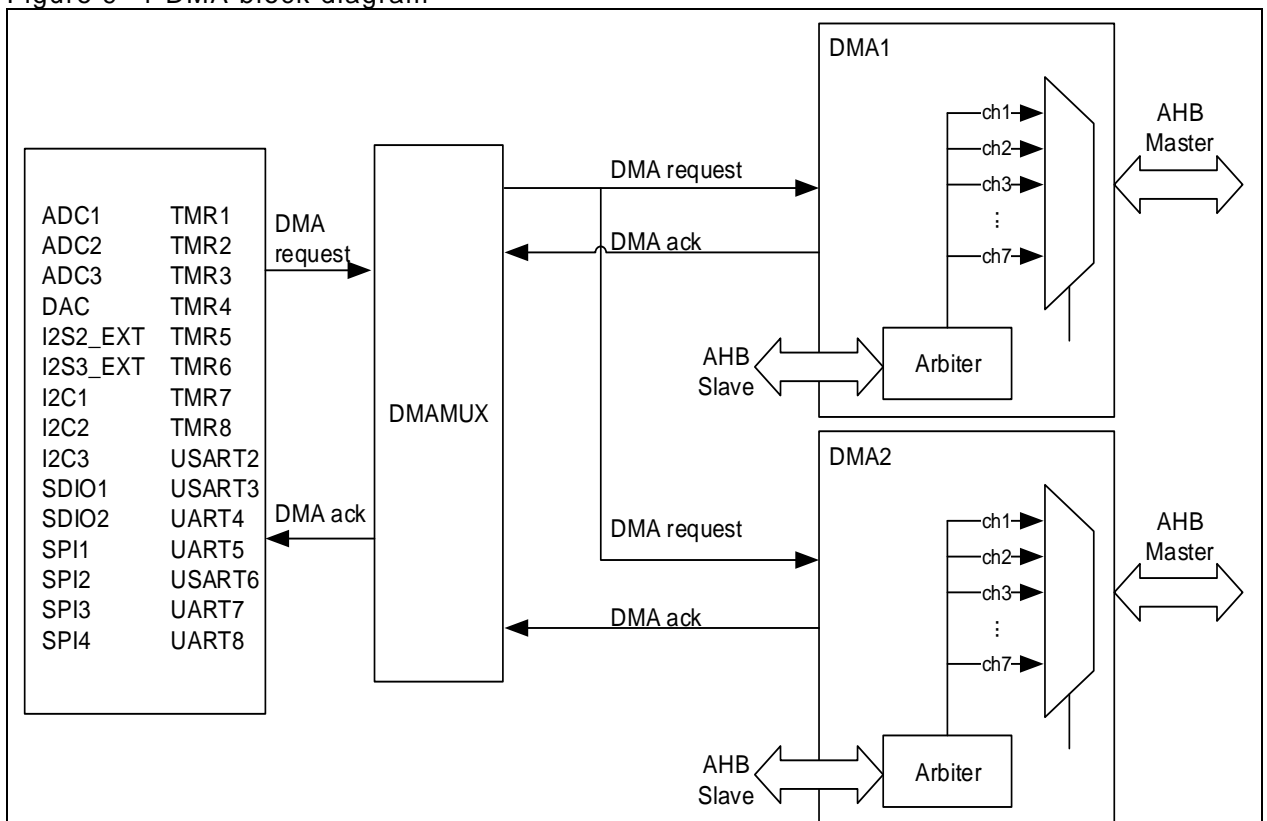 DMA1
ch1
ch2
ch3
⋮
ch7
AHB
Master
Arbiter
AHB
Slave
DMA request
DMA ack
ADC1 TMR1
ADC2 TMR2
ADC3 TMR3
DAC TMR4
I2S2_EXT TMR5
I2S3_EXT TMR6
I2C1 TMR7
I2C2 TMR8
I2C3 USART2
SDIO1 USART3
SDIO2 UART4
SPI1 UART5
SPI2 USART6
SPI3 UART7
SPI4 UART8
DMA
request
DMA ack
DMAMUX
DMA2
ch1
ch2
ch3
⋮
ch7
AHB
Master
Arbiter
AHB
Slave
DMA request
DMA ack